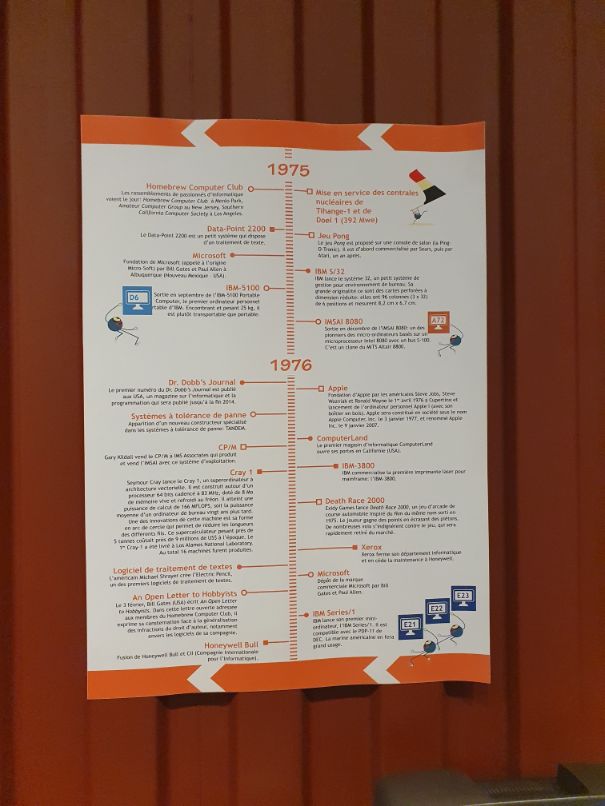 1975
Homebrew Computer Club
Les rassemblements de passionnés d'informatique
voient le jour: Homebrew Computer Club à Menlo Park,
Amateur Computer Group au New Jersey, Southern
California Computer Society à Los Angeles.
Mise en service des centrales
nucléaires de
Tihange-1 et de
Doel 1 (392 Mwe)
Data-Point 2200
Le Data-Point 2200 est un petit système qui dispose
d'un traitement de texte.
Jeu Pong
Le jeu Pong est proposé sur une console de salon (la Ping-
O-Tronic). Il est d'abord commercialisé par Sears, puis par
Atari, un an après.
Microsoft
Fondation de Microsoft (appelé à l'origine
Micro-Soft) par Bill Gates et Paul Allen à
Albuquerque (Nouveau Mexique - USA).
IBM S/32
IBM lance le système 32, un petit système de
gestion pour environnement de bureau. Sa
grande originalité ce sont des cartes perforées à
dimension réduite: elles ont 96 colonnes (3 x 32)
de 6 positions et mesurent 8,2 cm x 6,7 cm.
IBM-5100
D6
Sortie en septembre de l'IBM-5100 Portable
Computer, le premier ordinateur personnel
portable d'IBM. Encombrant et pesant 25 kg, il
est plutôt transportable que portable.
IMSAI 8080
A72
Sortie en décembre de l'IMSAI 8080: un des
pionniers des micro-ordinateurs basés sur un
microprocesseur Intel 8080 avec un bus S-100.
C'est un clone du MITS Altair 8800.
1976
Dr. Dobb's Journal
Le premier numéro du Dr. Dobb's Journal est publié
aux USA, un magazine sur l'informatique et la
programmation qui sera publié jusqu'à la fin 2014.
Apple
Fondation d'Apple par les américains Steve Jobs, Steve
Wozniak et Ronald Wayne le 1er avril 1976 à Cupertino et
lancement de l'ordinateur personnel Apple I (avec son
boîtier en bois). Apple sera constitué en société sous le nom
Apple Computer, Inc. le 3 janvier 1977, et renommé Apple
Inc. le 9 janvier 2007.
Systèmes à tolérance de panne
Apparition d'un nouveau constructeur spécialisé
dans les systèmes à tolérance de panne: TANDEM.
ComputerLand
Le premier magasin d'informatique ComputerLand
ouvre ses portes en Californie (USA).
CP/M
Gary Kildall vend le CP/M à IMS Associates qui produit
et vend l'IMSAI avec ce système d'exploitation.
IBM-3800
IBM commercialise la première imprimante laser pour
mainframe: l'IBM-3800.
Cray 1
Seymour Cray lance le Cray 1, un superordinateur à
architecture vectorielle. Il est construit autour d'un
processeur 64 bits cadencé à 83 MHz, doté de 8 Mo
de mémoire vive et refroidi au fréon. Il atteint une
puissance de calcul de 166 MFLOPS, soit la puissance
moyenne d'un ordinateur de bureau vingt ans plus tard.
Une des innovations de cette machine est sa forme
en arc de cercle qui permet de réduire les longueurs
des différents fils. Ce supercalculateur pesant près de
5 tonnes coûtait près de 9 millions de US$ à l'époque. Le
1er Cray-1 a été livré à Los Alamos National Laboratory.
Au total 16 machines furent produites.
Death Race 2000
Exidy Games lance Death Race 2000, un jeu d'arcade de
course automobile inspiré du film du même nom sorti en
1975. Le joueur gagne des points en écrasant des piétons.
De nombreuses voix s'indignèrent contre le jeu, qui sera
rapidement retiré du marché.
Xerox
Xerox ferme son département informatique
et en cède la maintenance à Honeywell.
Logiciel de traitement de textes
L'américain Michael Shrayer crée l'Electric Pencil,
un des premiers logiciels de traitement de textes.
Microsoft
Dépôt de la marque
commerciale Microsoft par Bill
Gates et Paul Allen.
An Open Letter to Hobbyists
Le 3 février, Bill Gates (USA) écrit An Open Letter
to Hobbyists. Dans cette lettre ouverte adressée
aux membres du Homebrew Computer Club, il
exprime sa consternation face à la généralisation
des infractions du droit d'auteur, notamment
envers les logiciels de sa compagnie.
IBM Series/1
IBM lance son premier mini-
ordinateur, l'IBM Series/1. Il est
compatible avec le PDP-11 de
DEC. La marine américaine en fera
grand usage.
E21
E22
E23
Honeywell Bull
Fusion de Honeywell Bull et CII (Compagnie Internationale
pour l'Informatique).